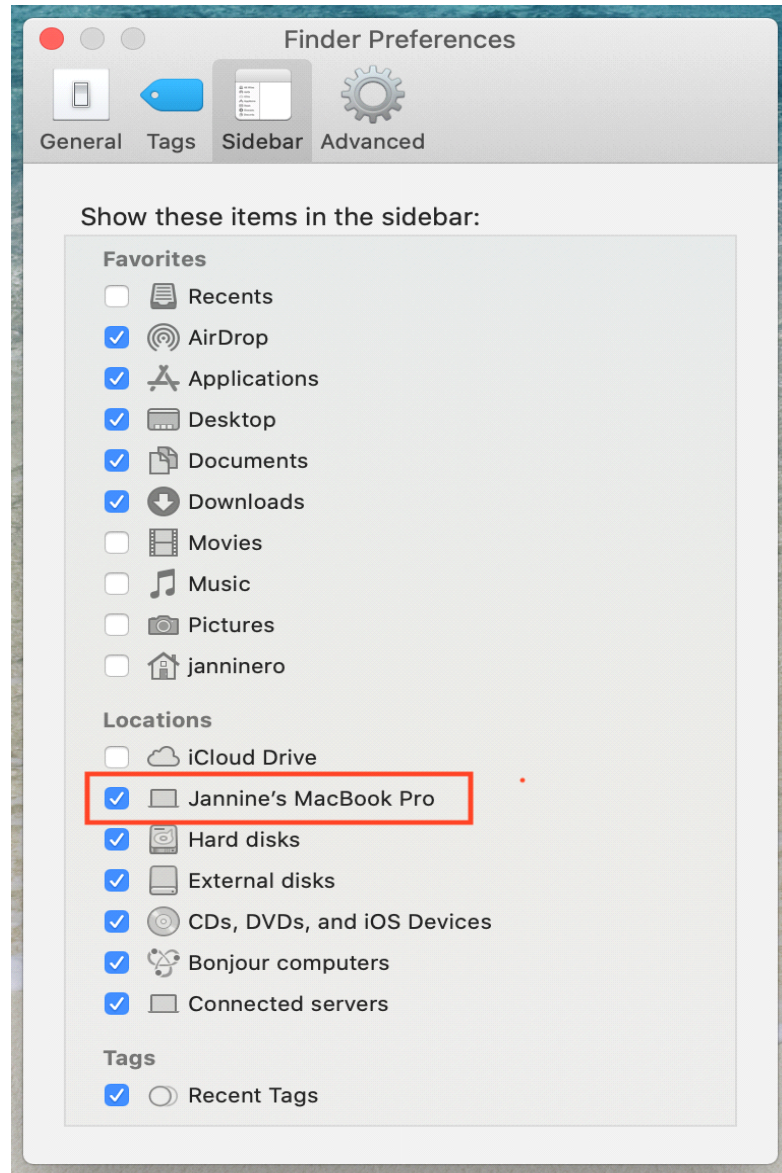 Finder Preferences
General Tags Sidebar Advanced
Show these items in the sidebar:
Favorites
Recents
AirDrop
Applications
Desktop
Documents
Downloads
Movies
Music
Pictures
janninero
Locations
iCloud Drive
Jannine’s MacBook Pro
Hard disks
External disks
CDs, DVDs, and iOS Devices
Bonjour computers
Connected servers
Tags
Recent Tags